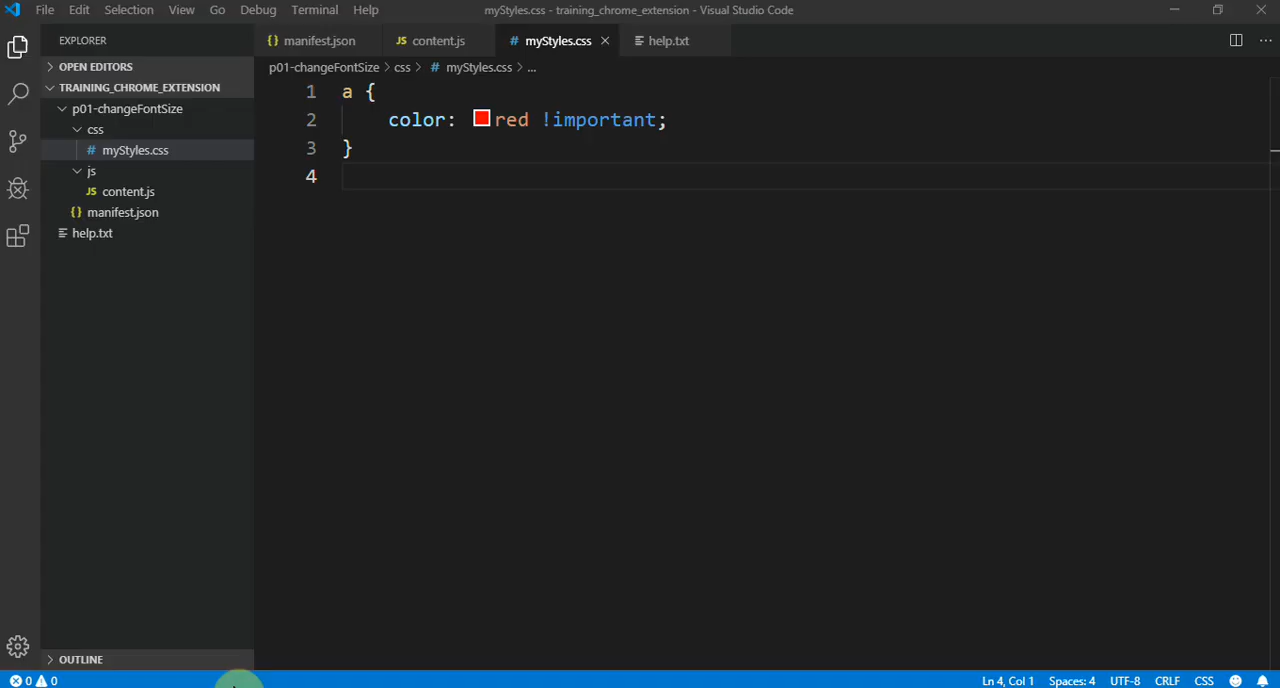 File Edit Selection View Go Debug Terminal Help myStyles.css - training_chrome_extension - Visual Studio Code
EXPLORER
OPEN EDITORS
TRAINING_CHROME_EXTENSION
p01-changeFontSize
css
# myStyles.css
js
JS content.js
{} manifest.json
help.txt
OUTLINE
{} manifest.json JS content.js # myStyles.css × help.txt
p01-changeFontSize > css > # myStyles.css > ...
1 a {
2 color: red !important;
3 }
4
0 0 Ln 4, Col 1 Spaces: 4 UTF-8 CRLF CSS